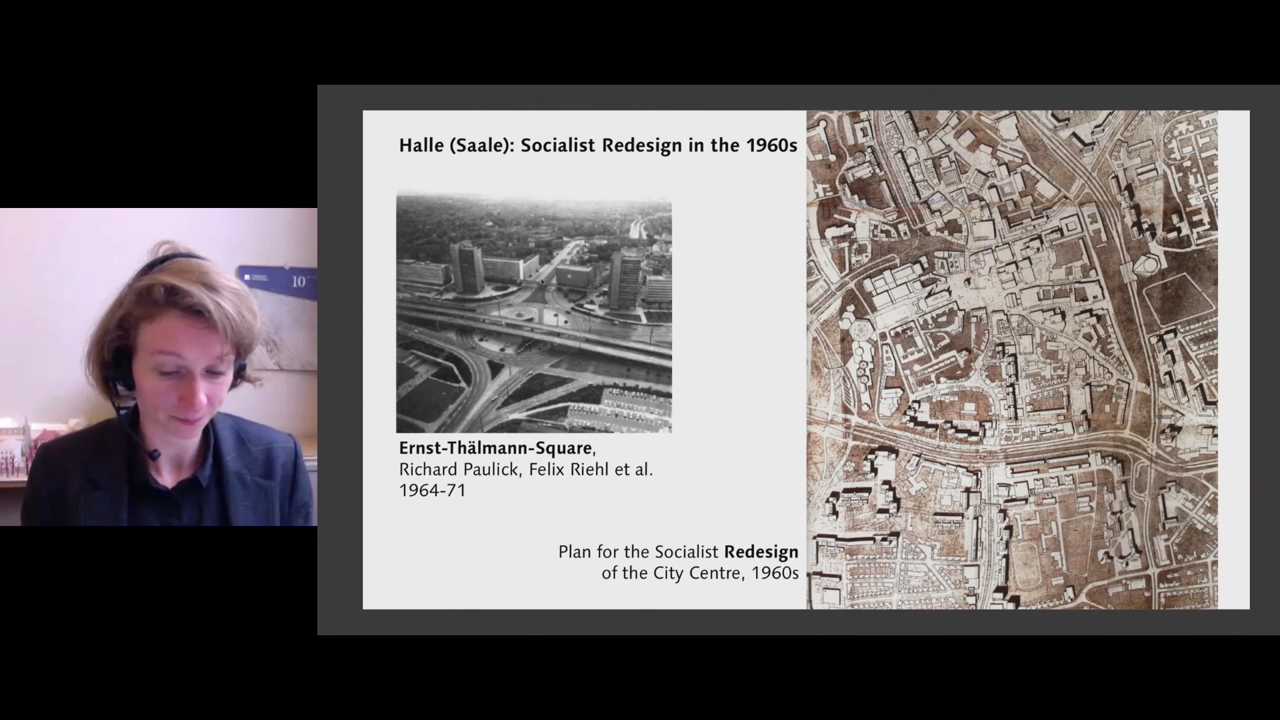 Halle (Saale): Socialist Redesign in the 1960s
Ernst-Thälmann-Square,
Richard Paulick, Felix Riehl et al.
1964-71
Plan for the Socialist Redesign
of the City Centre, 1960s
10